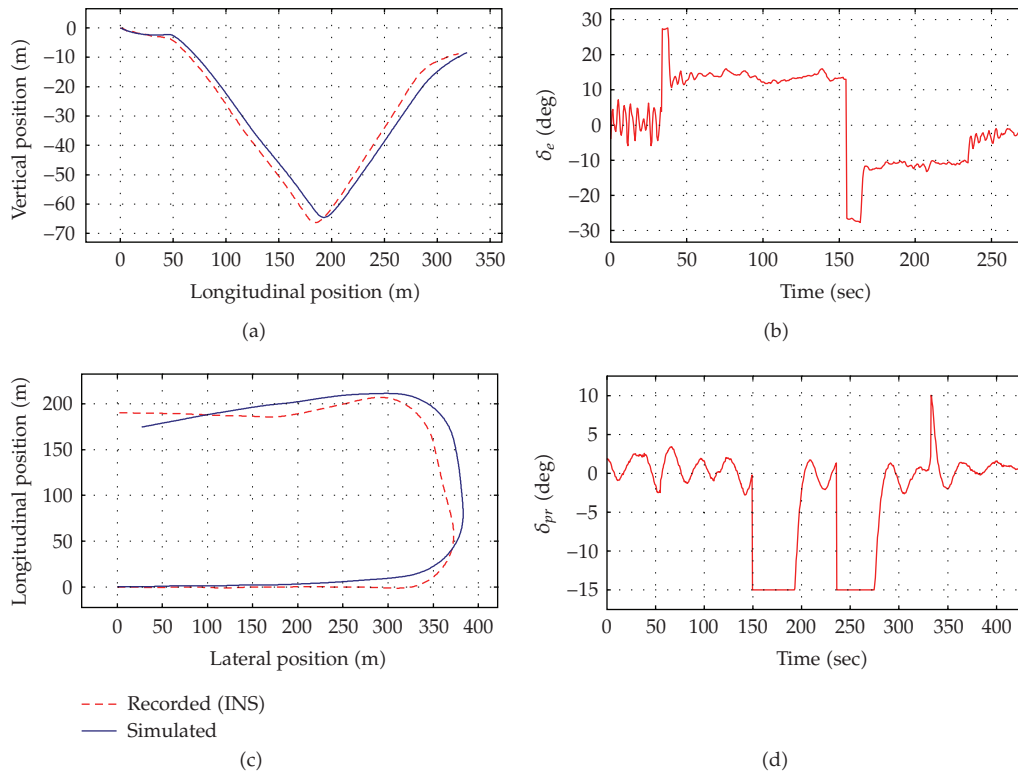 0
−10
−20
−30
−40
−50
−60
−70
Vertical position (m)
0 50 100 150 200 250 300 350
Longitudinal position (m)
(a)
30
20
10
0
−10
−20
−30
δe (deg)
0 50 100 150 200 250
Time (sec)
(b)
200
150
100
50
0
Longitudinal position (m)
0 50 100 150 200 250 300 350 400
Lateral position (m)
Recorded (INS)
Simulated
(c)
10
5
0
−5
−10
−15
δpr (deg)
0 50 100 150 200 250 300 350 400
Time (sec)
(d)